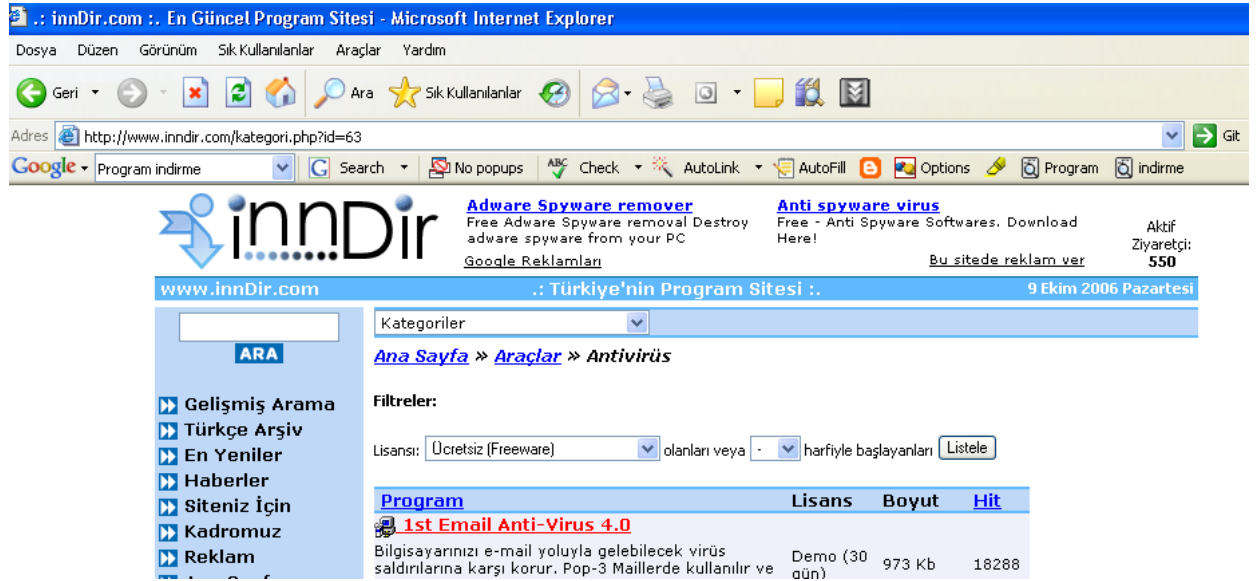 .: innDir.com :. En Güncel Program Sitesi - Microsoft Internet Explorer
Dosya Düzen Görünüm Sık Kullanılanlar Araçlar Yardım
Geri Ara Sık Kullanılanlar
Adres http://www.inndir.com/kategori.php?id=63 Git
Google Program indirme G Search No popups ABC Check AutoLink AutoFill Options Program indirme
innDir
Adware Spyware remover
Free Adware Spyware removal Destroy
adware spyware from your PC
Google Reklamları
Anti spyware virus
Free - Anti Spyware Softwares. Download
Here!
Bu sitede reklam ver
Aktif
Ziyaretçi:
550
www.innDir.com .: Türkiye'nin Program Sitesi :. 9 Ekim 2006 Pazartesi
ARA
Gelişmiş Arama
Türkçe Arşiv
En Yeniler
Haberler
Siteniz İçin
Kadromuz
Reklam
Kategoriler
Ana Sayfa » Araçlar » Antivirüs
Filtreler:
Lisansı: Ücretsiz (Freeware) olanları veya - harfiyle başlayanları Listele
Program Lisans Boyut Hit
1st Email Anti-Virus 4.0
Bilgisayarınızı e-mail yoluyla gelebilecek virüs
saldırılarına karşı korur. Pop-3 Maillerde kullanılır ve
Demo (30
gün)
973 Kb
18288